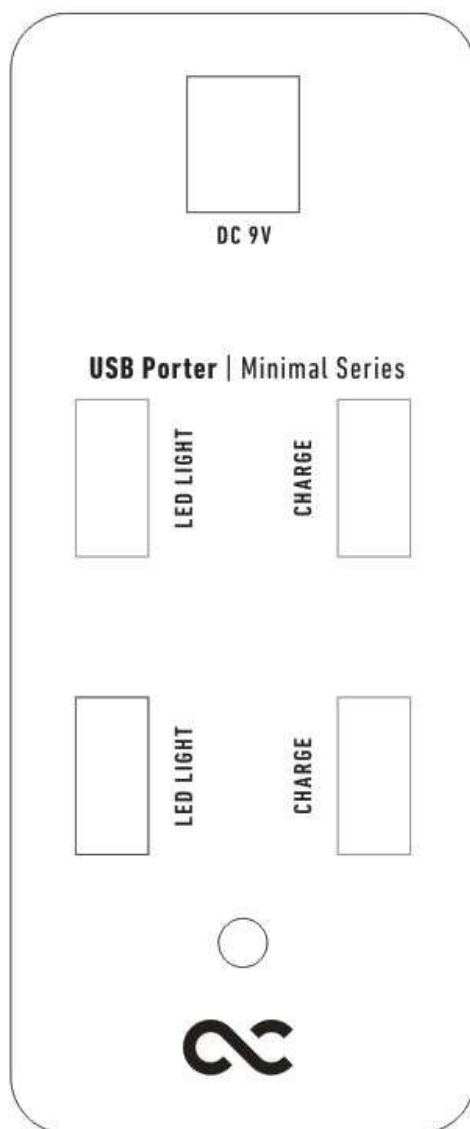 DC 9V
USB Porter | Minimal Series
LED LIGHT
CHARGE
LED LIGHT
CHARGE